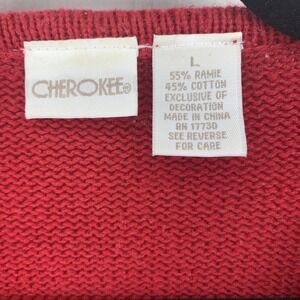 CHEROKEE®
L
55% RAMIE
45% COTTON
EXCLUSIVE OF
DECORATION
MADE IN CHINA
RN 17730
SEE REVERSE
FOR CARE